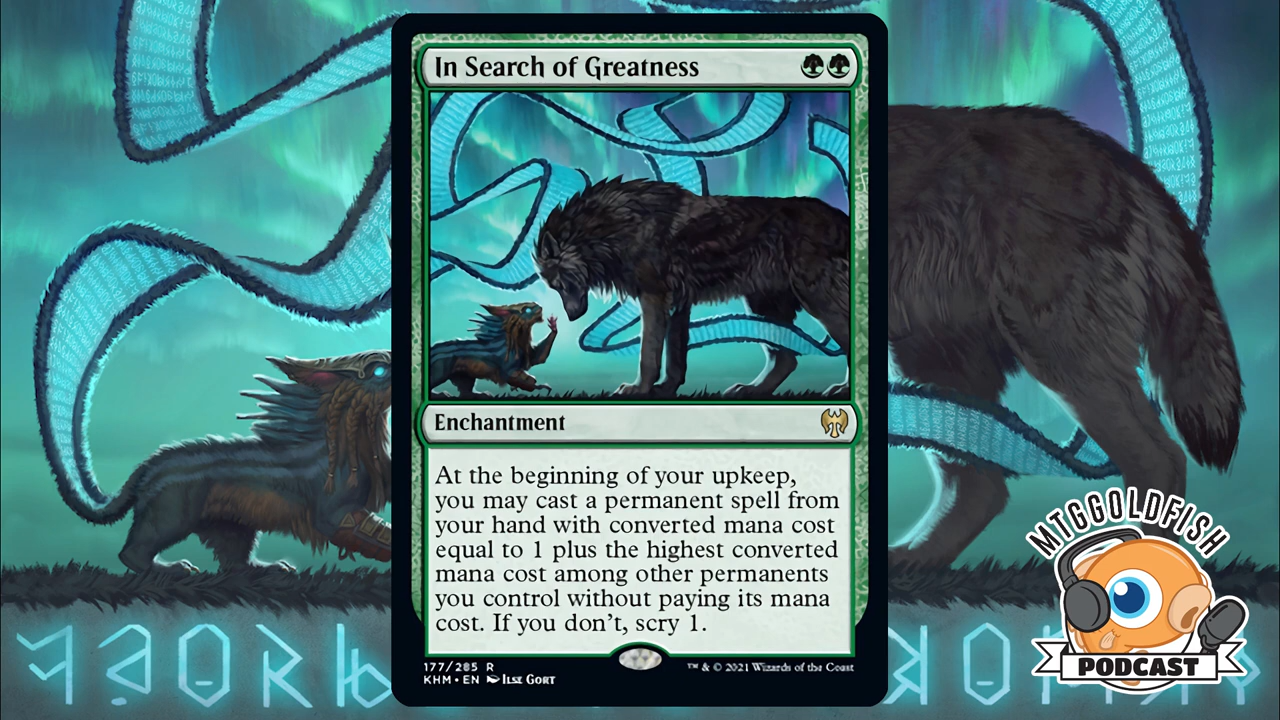 In Search of Greatness
Enchantment
At the beginning of your upkeep,
you may cast a permanent spell from
your hand with converted mana cost
equal to 1 plus the highest converted
mana cost among other permanents
you control without paying its mana
cost. If you don't, scry 1.
177/285 R
KHM • EN Ilse Gort
™ & © 2021 Wizards of the Coast
MTGGOLDFISH
PODCAST